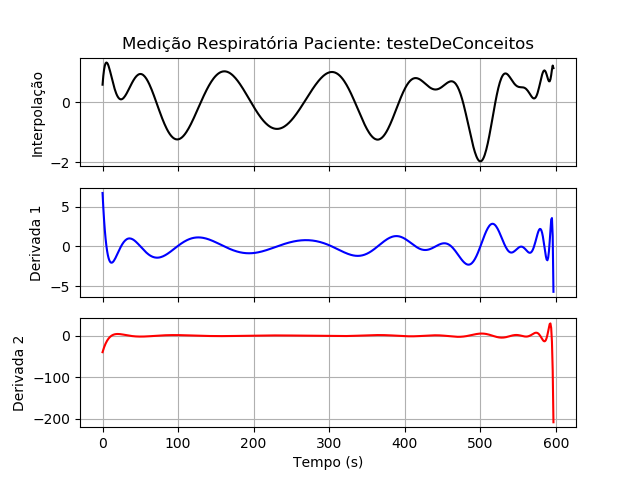 Medição Respiratória Paciente: testeDeConceitos
Interpolação
0
−2
Derivada 1
5
0
−5
Derivada 2
0
−100
−200
0 100 200 300 400 500 600
Tempo (s)